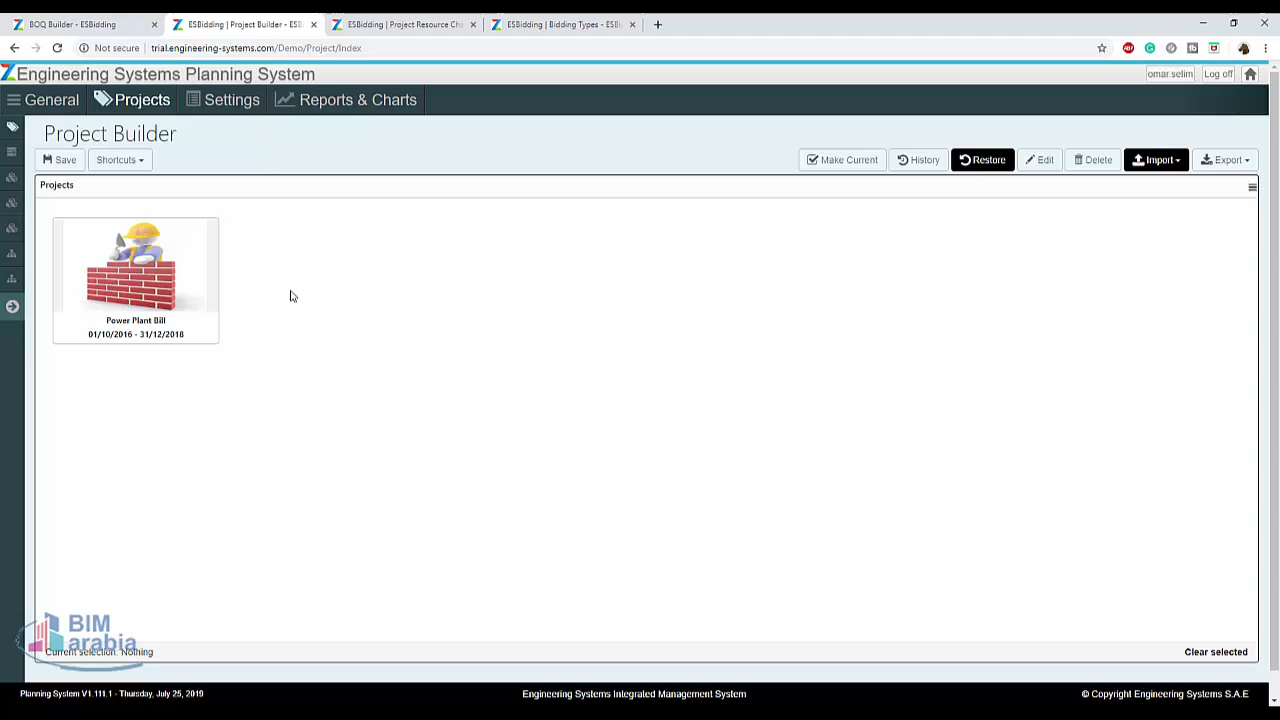 BOQ Builder - ESBidding
ESBidding | Project Builder - ESB
ESBidding | Project Resource Cha
ESBidding | Bidding Types - ESBi
Not secure | trial.engineering-systems.com/Demo/Project/Index
Engineering Systems Planning System
omar.selim
Log off
General
Projects
Settings
Reports & Charts
Project Builder
Save
Shortcuts
Make Current
History
Restore
Edit
Delete
Import
Export
Projects
Power Plant Bill
01/10/2016 - 31/12/2018
BIM
arabia
Current selection: Nothing
Clear selected
Planning System V1.111.1 - Thursday, July 25, 2019
Engineering Systems Integrated Management System
© Copyright Engineering Systems S.A.E